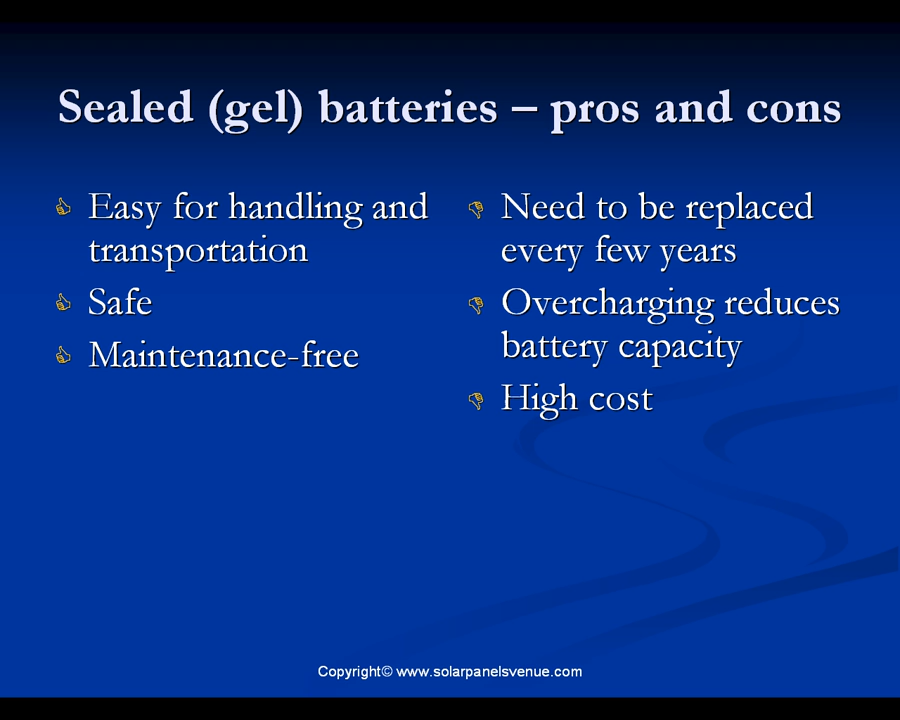 Sealed (gel) batteries – pros and cons
Easy for handling and
transportation
Safe
Maintenance-free
Need to be replaced
every few years
Overcharging reduces
battery capacity
High cost
Copyright© www.solarpanelsvenue.com